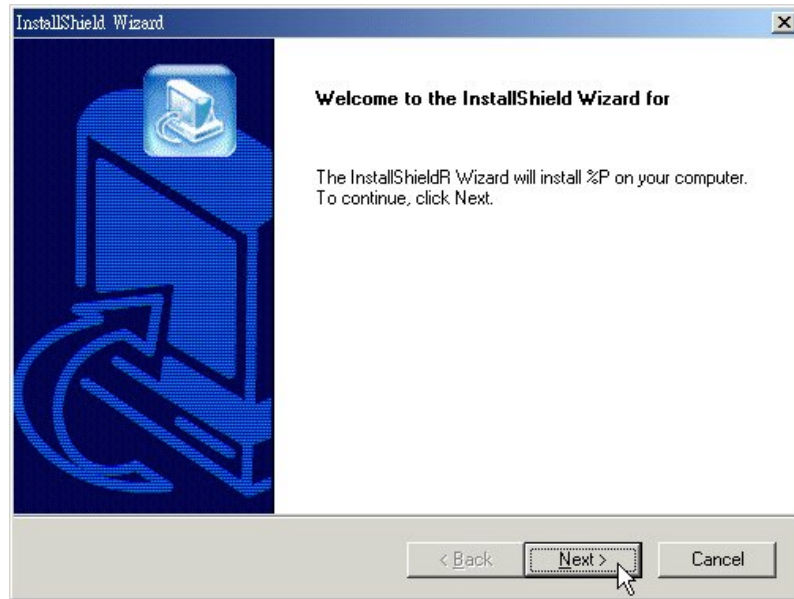 InstallShield Wizard
Welcome to the InstallShield Wizard for
The InstallShieldR Wizard will install %P on your computer.
To continue, click Next.
< Back
Next >
Cancel